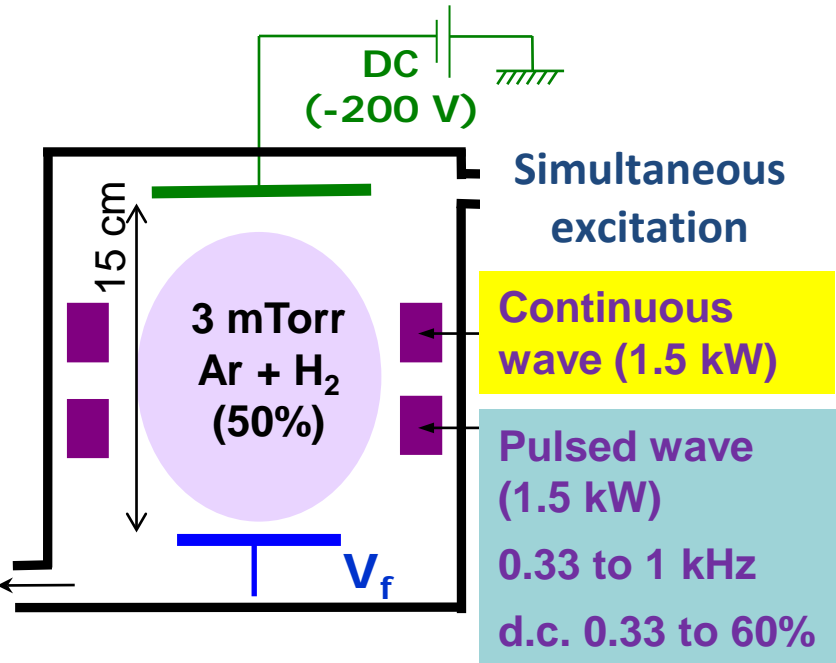 DC
(-200 V)
Simultaneous
excitation
15 cm
3 mTorr
Ar + H₂
(50%)
Continuous
wave (1.5 kW)
Pulsed wave
(1.5 kW)
0.33 to 1 kHz
d.c. 0.33 to 60%
V_f